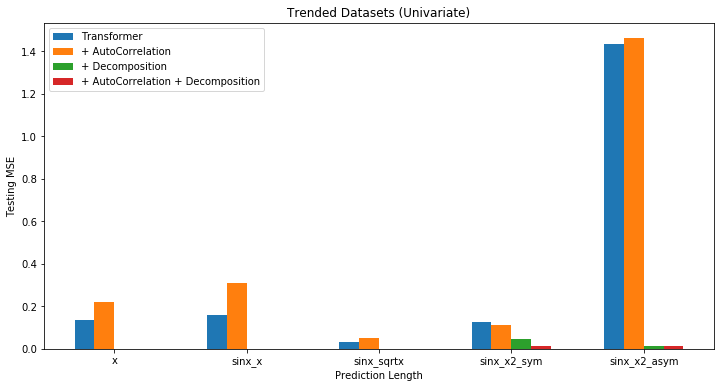 Trended Datasets (Univariate)
Transformer
+ AutoCorrelation
+ Decomposition
+ AutoCorrelation + Decomposition
Testing MSE
1.4
1.2
1.0
0.8
0.6
0.4
0.2
0.0
x
sinx_x
sinx_sqrtx
sinx_x2_sym
sinx_x2_asym
Prediction Length